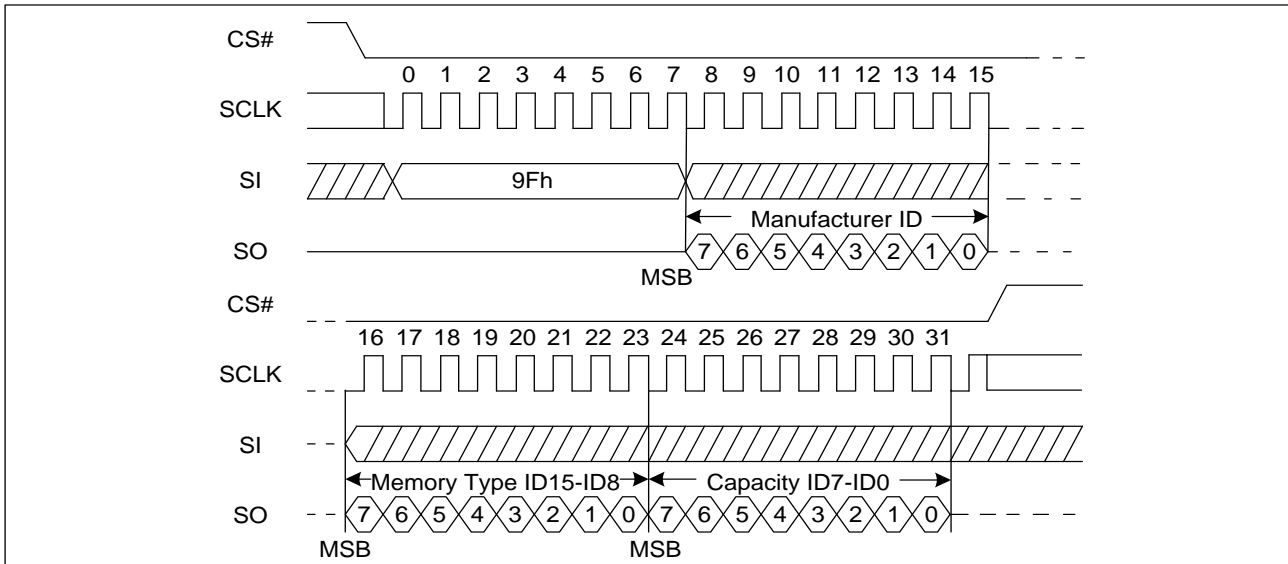 CS#
0 1 2 3 4 5 6 7 8 9 10 11 12 13 14 15
SCLK
SI
9Fh
Manufacturer ID
SO
7 6 5 4 3 2 1 0
MSB
CS#
16 17 18 19 20 21 22 23 24 25 26 27 28 29 30 31
SCLK
SI
Memory Type ID15-ID8 Capacity ID7-ID0
SO
7 6 5 4 3 2 1 0 7 6 5 4 3 2 1 0
MSB MSB